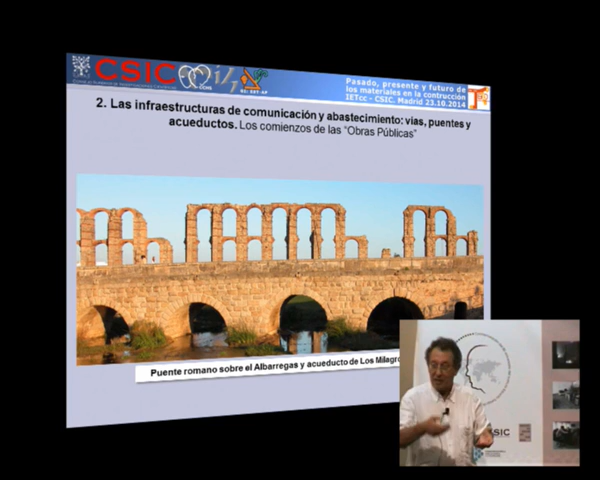 CSIC
Pasado, presente y futuro de
los materiales en la contrucción
IETcc - CSIC. Madrid 23.10.2014
2. Las infraestructuras de comunicación y abastecimiento: vias, puentes y
acueductos. Los comienzos de las "Obras Públicas"
Puente romano sobre el Albarregas y acueducto de Los Milagro
CSIC